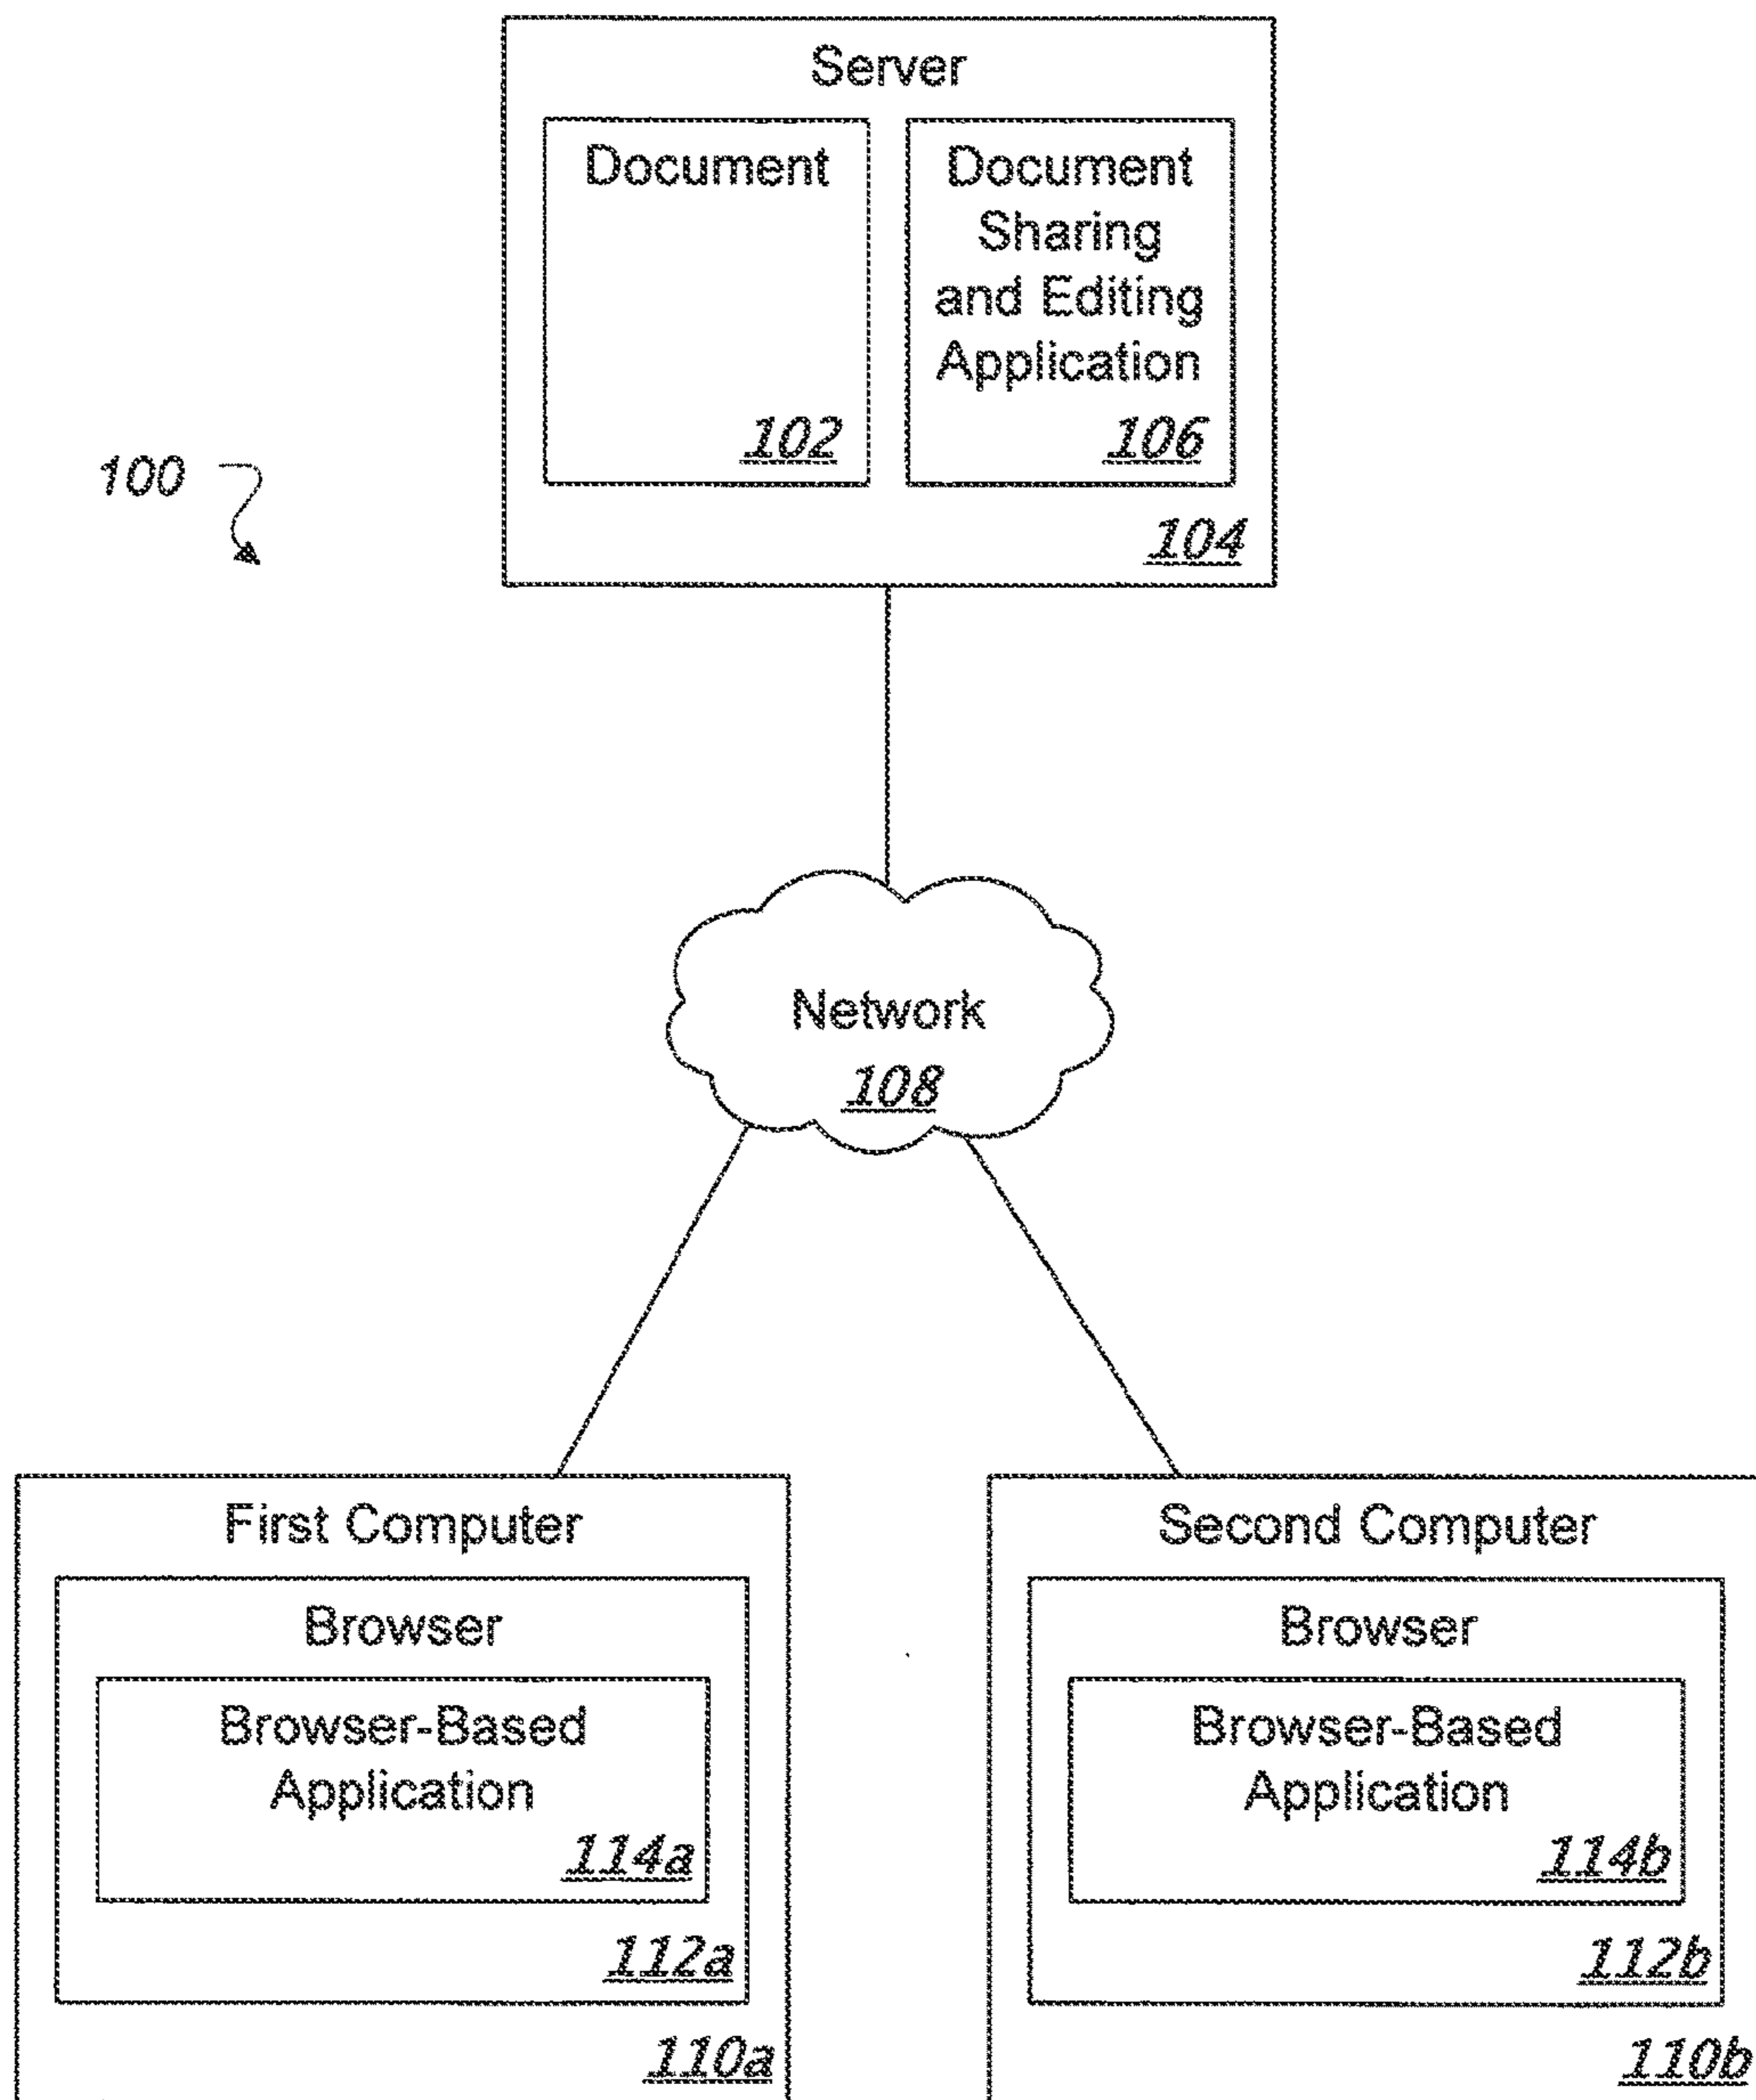 Server
Document
102
Document
Sharing
and Editing
Application
106
104
100
Network
108
First Computer
Browser
Browser-Based
Application
114a
112a
110a
Second Computer
Browser
Browser-Based
Application
114b
112b
110b